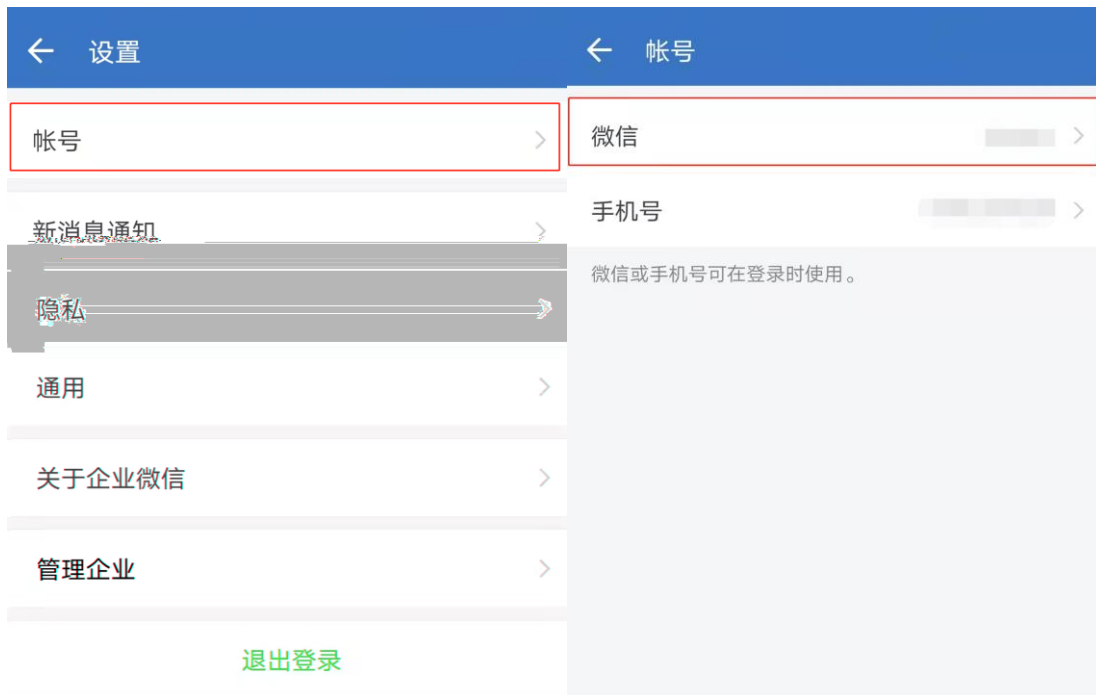 设置
帐号
新消息通知
隐私
通用
关于企业微信
管理企业
退出登录
帐号
微信
手机号
微信或手机号可在登录时使用。